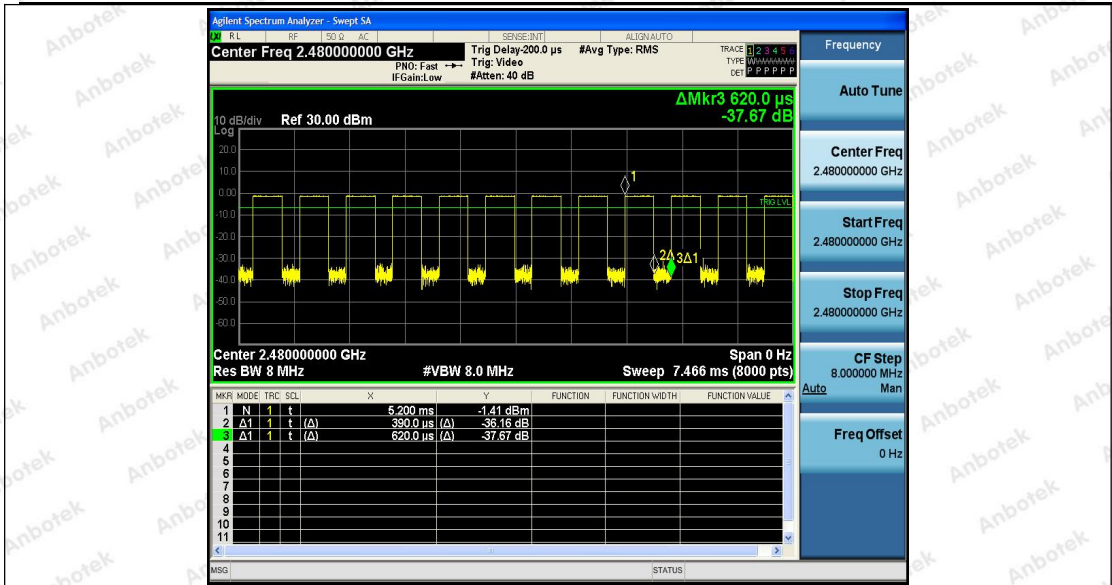 Agilent Spectrum Analyzer - Swept SA
LXI RL RF 50 Ω AC SENSE:INT ALIGNAUTO
Center Freq 2.480000000 GHz
PNO: Fast
IFGain:Low
Trig Delay-200.0 µs
Trig: Video
#Atten: 40 dB
#Avg Type: RMS
TRACE 1 2 3 4 5 6
TYPE W
DET P P P P P P
ΔMkr3 620.0 µs
-37.67 dB
10 dB/div Ref 30.00 dBm
Log
20.0
10.0
0.00
-10.0
-20.0
-30.0
-40.0
-50.0
-60.0
1
TRIG LVL
2Δ 3Δ1
Center 2.480000000 GHz Span 0 Hz
Res BW 8 MHz #VBW 8.0 MHz Sweep 7.466 ms (8000 pts)
MKR MODE TRC SCL X Y FUNCTION FUNCTION WIDTH FUNCTION VALUE
1 N 1 t 5.200 ms -1.41 dBm
2 Δ1 1 t (Δ) 390.0 µs (Δ) -36.16 dB
3 Δ1 1 t (Δ) 620.0 µs (Δ) -37.67 dB
4
5
6
7
8
9
10
11
MSG STATUS
Frequency
Auto Tune
Center Freq
2.480000000 GHz
Start Freq
2.480000000 GHz
Stop Freq
2.480000000 GHz
CF Step
8.000000 MHz
Auto Man
Freq Offset
0 Hz
Anbotek